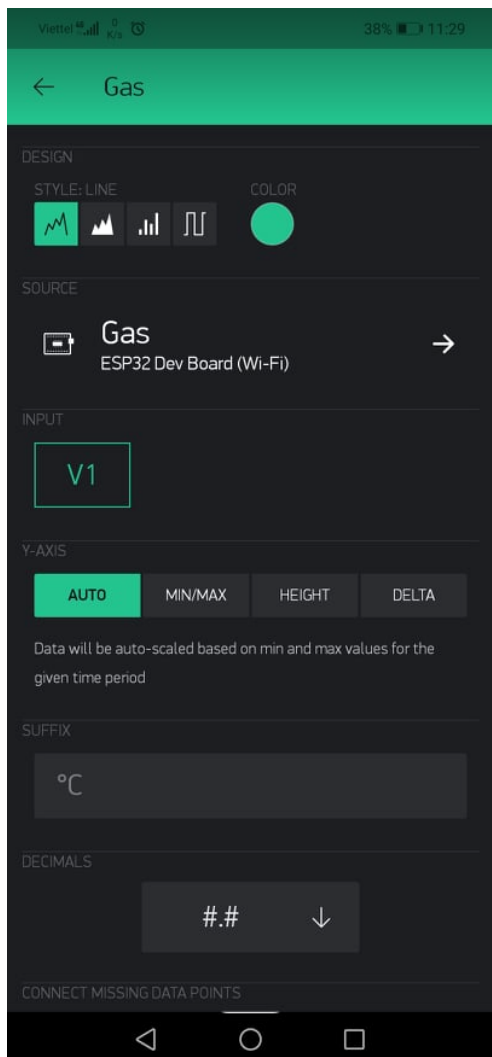 Viettel 0 K/s 38% 11:29
Gas
DESIGN
STYLE: LINE COLOR
SOURCE
Gas
ESP32 Dev Board (Wi-Fi)
INPUT
V1
Y-AXIS
AUTO MIN/MAX HEIGHT DELTA
Data will be auto-scaled based on min and max values for the
given time period
SUFFIX
°C
DECIMALS
#.#
CONNECT MISSING DATA POINTS